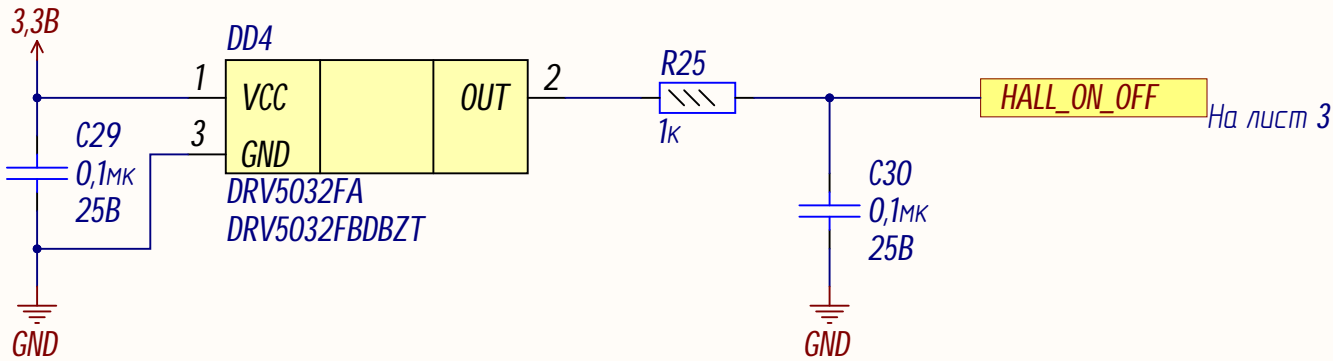 3,3В
DD4
1
VCC
OUT
2
3
GND
DRV5032FA
DRV5032FBDBZT
C29
0,1мк
25В
GND
R25
1к
HALL_ON_OFF
На лист 3
C30
0,1мк
25В
GND